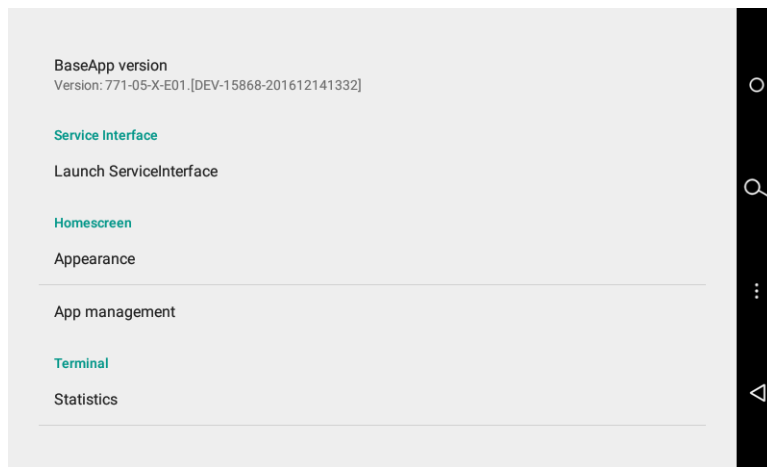 BaseApp version
Version: 771-05-X-E01.[DEV-15868-201612141332]
Service Interface
Launch ServiceInterface
Homescreen
Appearance
App management
Terminal
Statistics